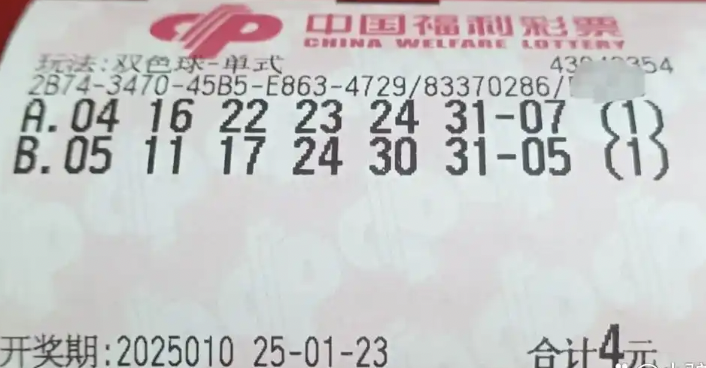 中国福利彩票
CHINA WELFARE LOTTERY
玩法:双色球-单式
2B74-3470-45B5-E863-4729/83370286/
A.04 16 22 23 24 31-07 (1)
B.05 11 17 24 30 31-05 (1)
开奖期:2025010 25-01-23 合计4元